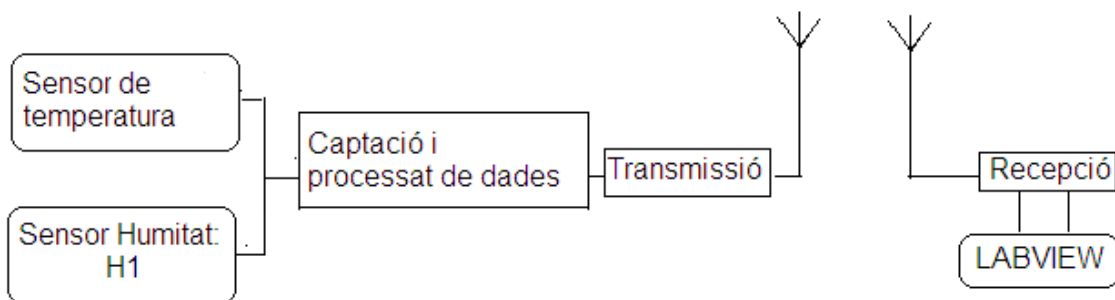 Sensor de
temperatura
Captació i
processat de dades
Transmissió
Recepció
Sensor Humitat:
H1
LABVIEW